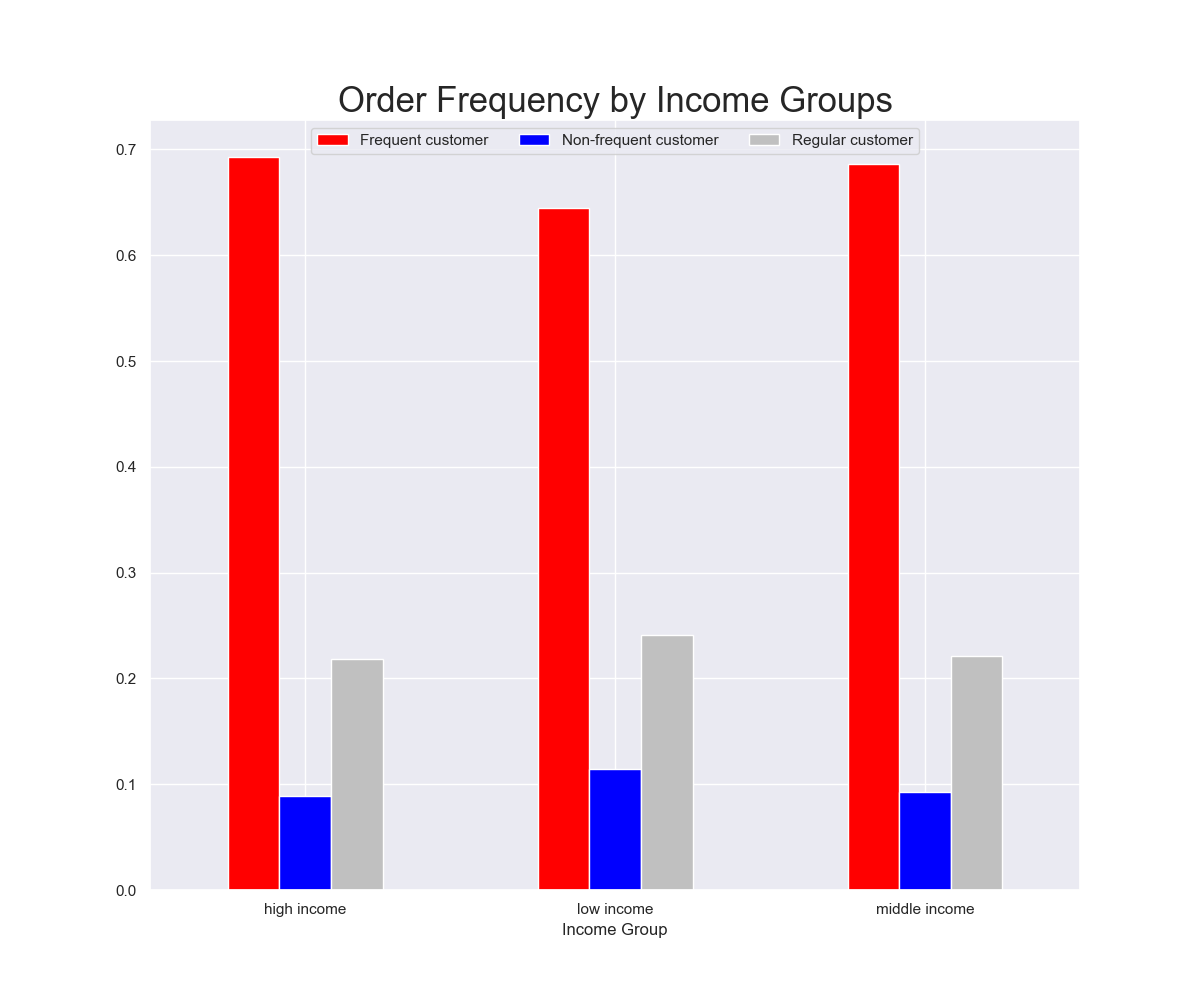 Order Frequency by Income Groups
Frequent customer Non-frequent customer Regular customer
0.7
0.6
0.5
0.4
0.3
0.2
0.1
0.0
high income low income middle income
Income Group